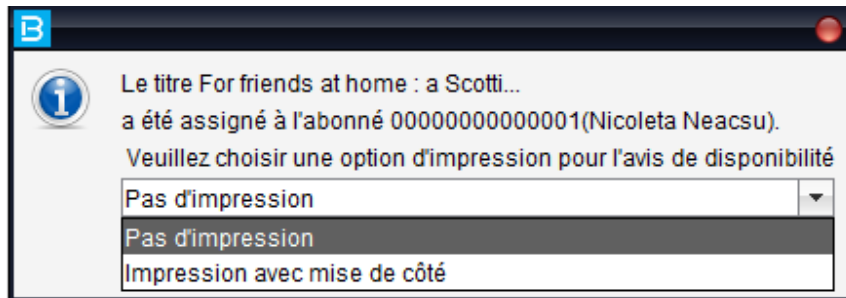 B
Le titre For friends at home : a Scotti...
a été assigné à l'abonné 00000000000001(Nicoleta Neacsu).
Veuillez choisir une option d'impression pour l'avis de disponibilité
Pas d'impression
Pas d'impression
Impression avec mise de côté